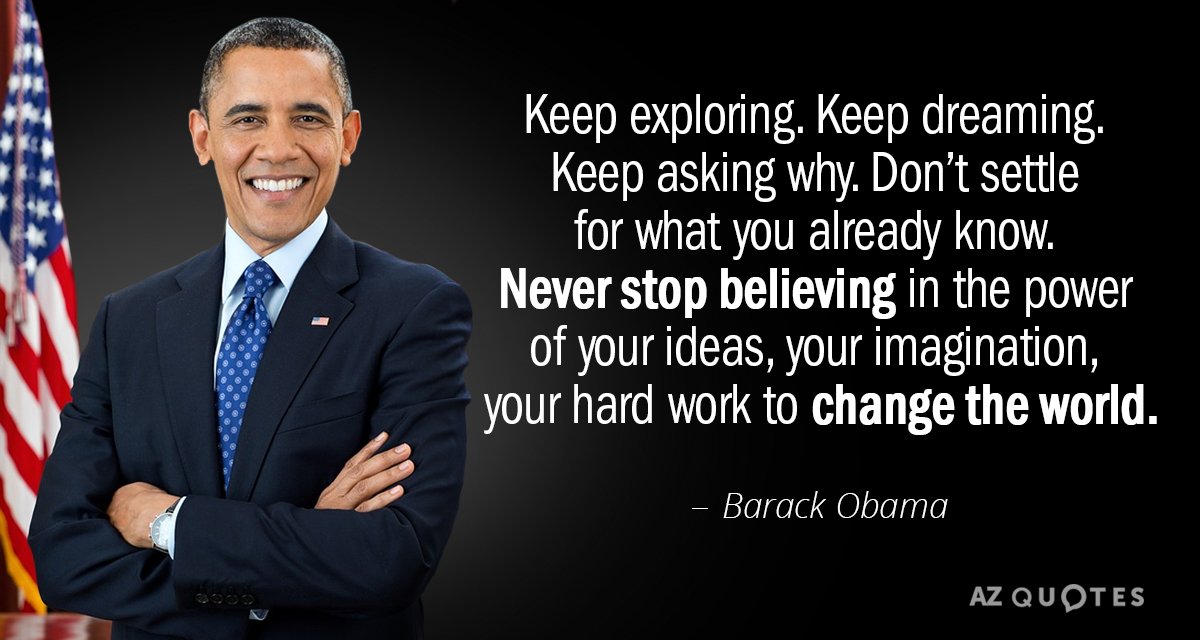 Keep exploring. Keep dreaming.
Keep asking why. Don’t settle
for what you already know.
Never stop believing in the power
of your ideas, your imagination,
your hard work to change the world.
– Barack Obama
AZ QUOTES